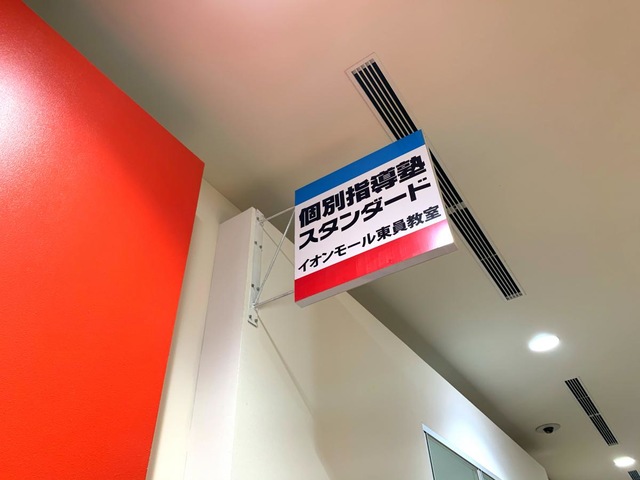 個別指導塾
スタンダード
イオンモール東員教室